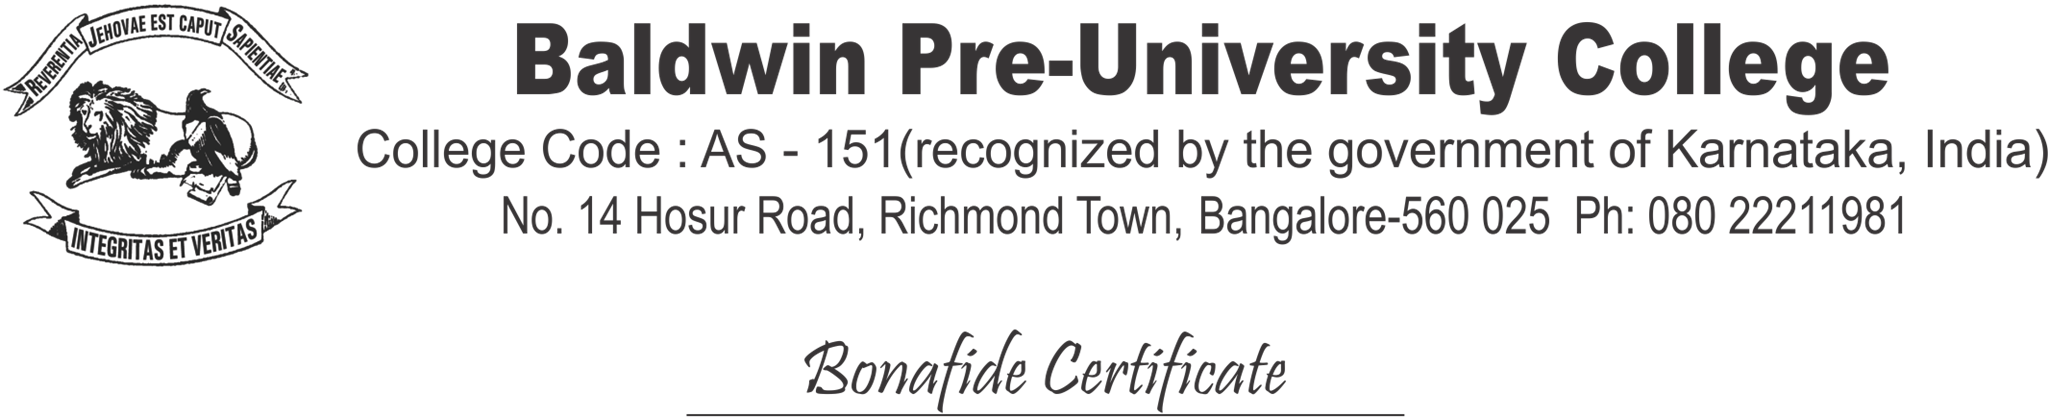 REVERENTIA JEHOVAE EST CAPUT SAPIENTIAE
INTEGRITAS ET VERITAS
Baldwin Pre-University College
College Code : AS - 151(recognized by the government of Karnataka, India)
No. 14 Hosur Road, Richmond Town, Bangalore-560 025 Ph: 080 22211981
Bonafide Certificate